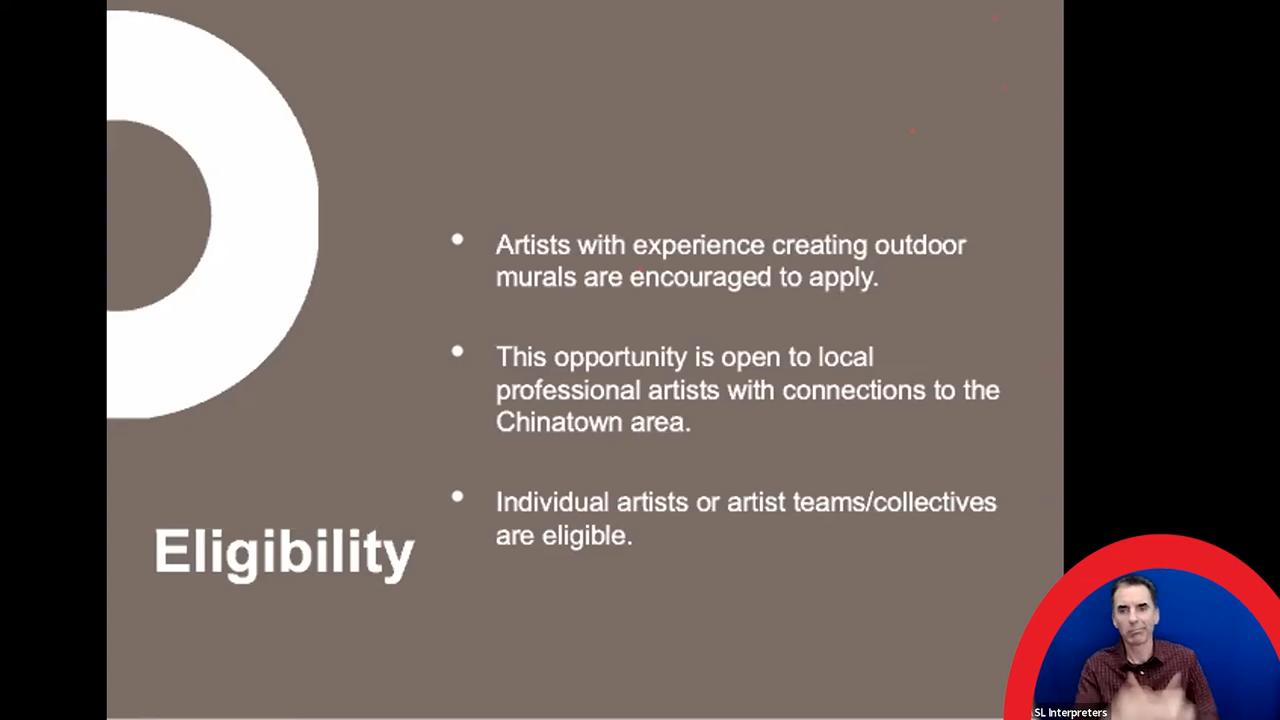 Artists with experience creating outdoor
murals are encouraged to apply.
This opportunity is open to local
professional artists with connections to the
Chinatown area.
Individual artists or artist teams/collectives
are eligible.
Eligibility
SL Interpreters